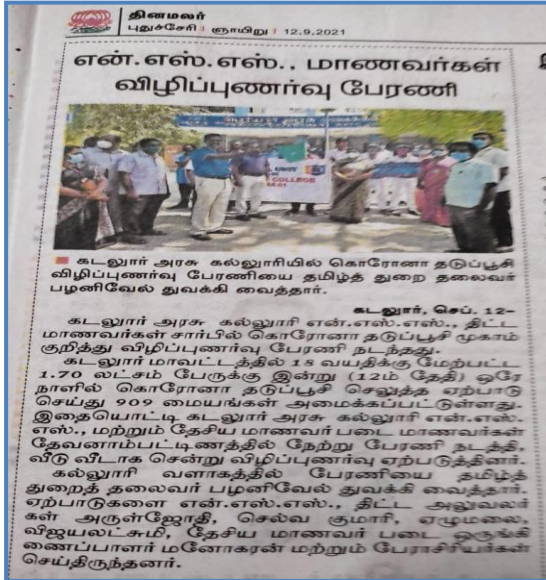 தினமலர்
புதுச்சேரி | ஞாயிறு | 12.9.2021
என்.எஸ்.எஸ்., மாணவர்கள்
விழிப்புணர்வு பேரணி
UNIT
COLLEGE
கடலூர் அரசு கல்லூரியில் கொரோனா தடுப்பூசி
விழிப்புணர்வு பேரணியை தமிழ்த் துறை தலைவர்
பழனிவேல் துவக்கி வைத்தார்.
கடலூர், செப். 12-
கடலூர் அரசு கல்லூரி என்.எஸ்.எஸ்., திட்ட
மாணவர்கள் சார்பில் கொரோனா தடுப்பூசி முகாம்
குறித்து விழிப்புணர்வு பேரணி நடந்தது.
கடலூர் மாவட்டத்தில் 18 வயதிக்கு மேற்பட்ட
1.70 லட்சம் பேருக்கு இன்று (12ம் தேதி) ஒரே
நாளில் கொரோனா தடுப்பூசி செலுத்த ஏற்பாடு
செய்து 909 மையங்கள் அமைக்கப்பட்டுள்ளது.
இதையொட்டி கடலூர் அரசு கல்லூரி என்.எஸ்.
எஸ்., மற்றும் தேசிய மாணவர் படை மாணவர்கள்
தேவனாம்பட்டிணத்தில் நேற்று பேரணி நடத்தி,
வீடு வீடாக சென்று விழிப்புணர்வு ஏற்படுத்தினர்.
கல்லூரி வளாகத்தில் பேரணியை தமிழ்த்
துறைத் தலைவர் பழனிவேல் துவக்கி வைத்தார்.
ஏற்பாடுகளை என்.எஸ்.எஸ்., திட்ட அலுவலர்
கள் அருள்ஜோதி, செல்வ குமாரி, ஏழுமலை,
விஜயலட்சுமி, தேசிய மாணவர் படை ஒருங்கி
ணைப்பாளர் மனோகரன் மற்றும் பேராசிரியர்கள்
செய்திருந்தனர்.